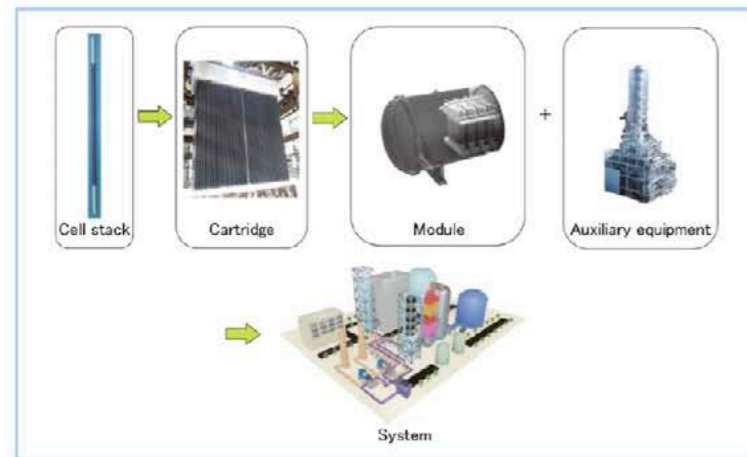 Cell stack
Cartridge
Module
+
Auxiliary equipment
System